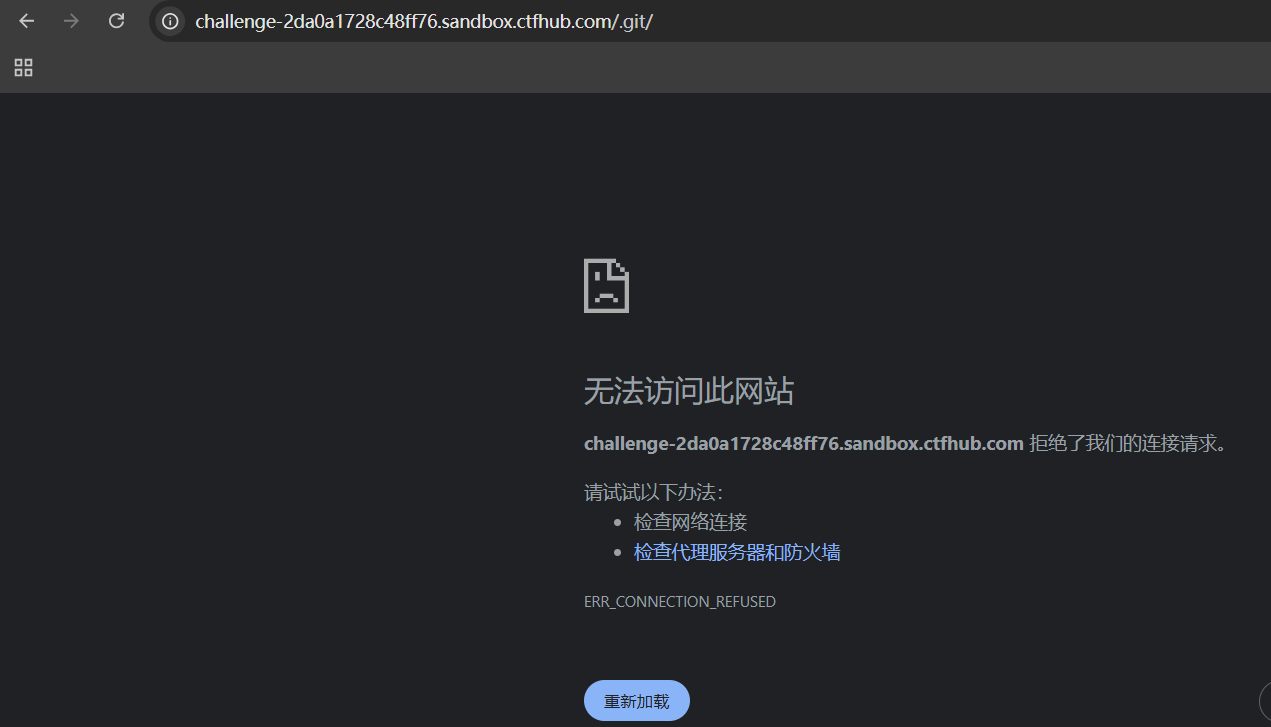 challenge-2da0a1728c48ff76.sandbox.ctfhub.com/.git/
无法访问此网站
challenge-2da0a1728c48ff76.sandbox.ctfhub.com 拒绝了我们的连接请求。
请试试以下办法：
检查网络连接
检查代理服务器和防火墙
ERR_CONNECTION_REFUSED
重新加载